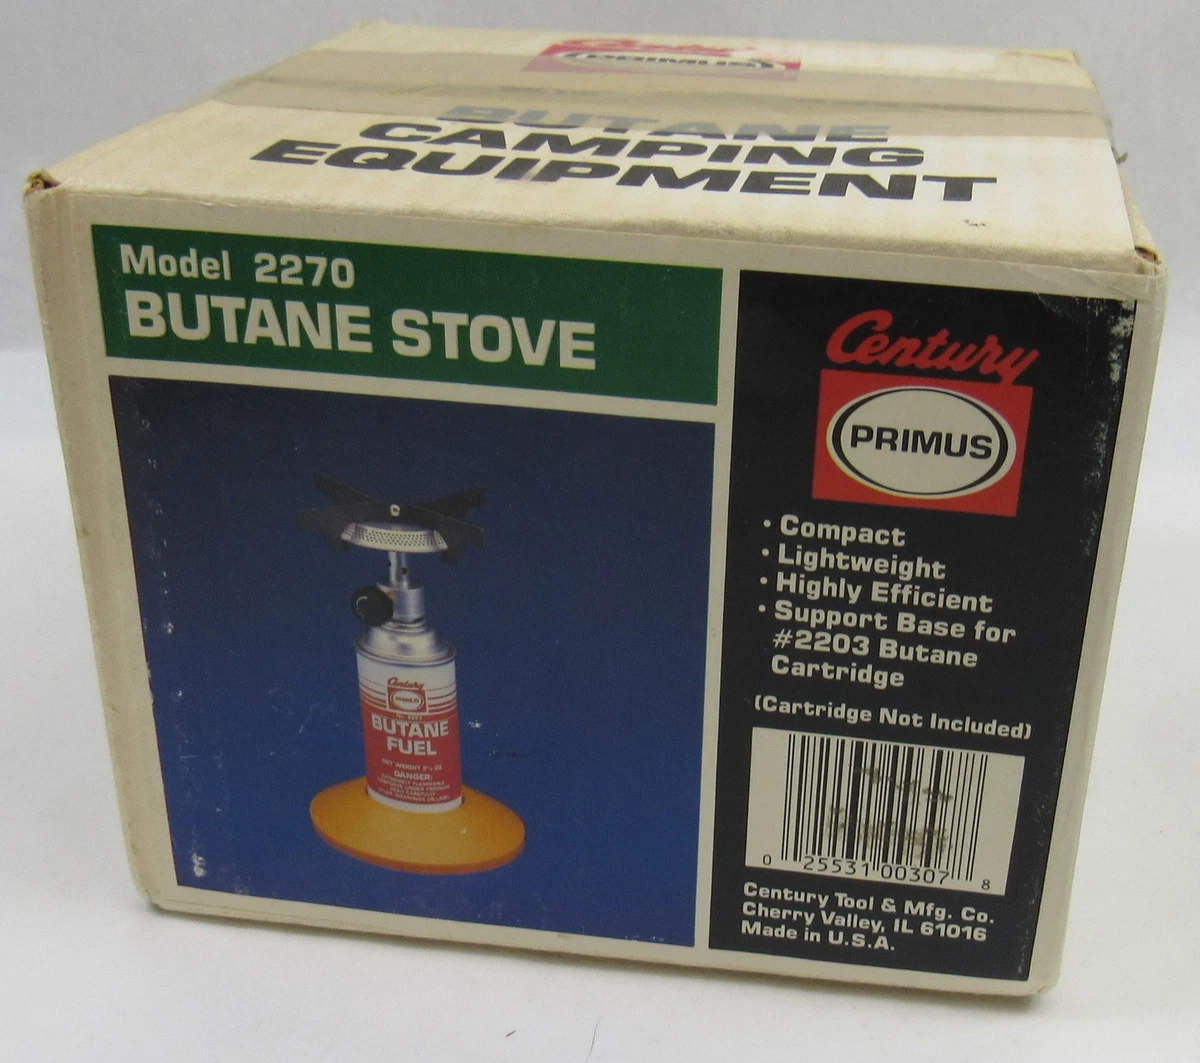 Century
PRIMUS
BUTANE
CAMPING
EQUIPMENT
Model 2270
BUTANE STOVE
Century
PRIMUS
• Compact
• Lightweight
• Highly Efficient
• Support Base for
#2203 Butane
Cartridge
(Cartridge Not Included)
0 25531 00307 8
Century Tool & Mfg. Co.
Cherry Valley, IL 61016
Made in U.S.A.
Century
PRIMUS
BUTANE
FUEL
DANGER: